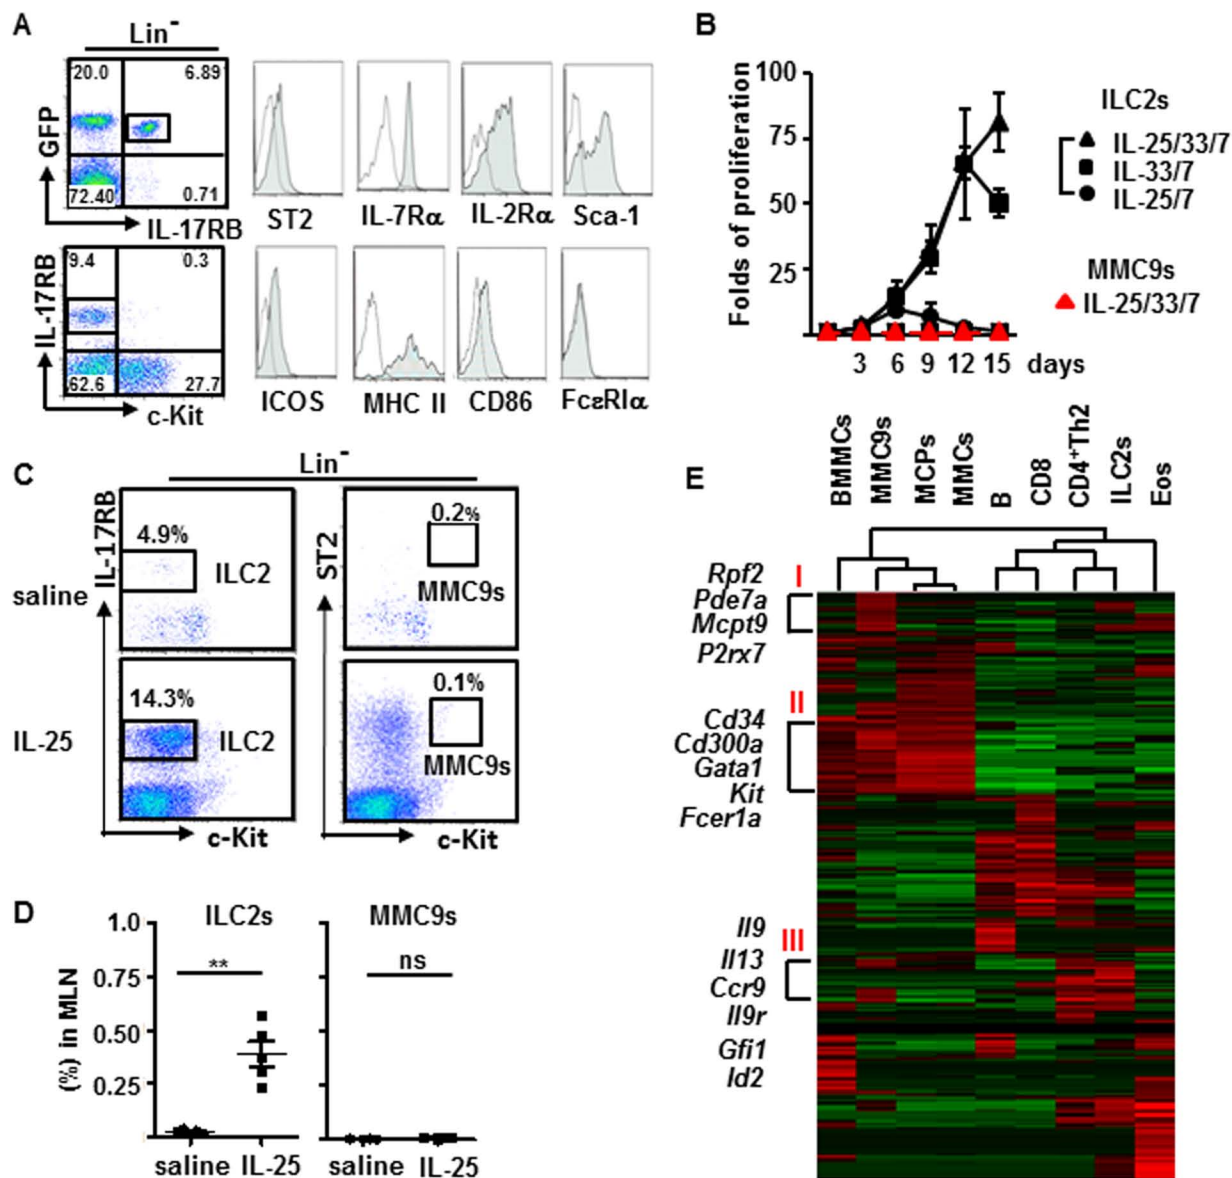 A
Lin-
20.0 6.89
GFP
72.40 0.71
IL-17RB
ST2 IL-7Rα IL-2Rα Sca-1
9.4 0.3
IL-17RB
62.6 27.7
c-Kit
ICOS MHC II CD86 FcεRIα
B
Folds of proliferation
100
75
50
25
3 6 9 12 15 days
ILC2s
IL-25/33/7
IL-33/7
IL-25/7
MMC9s
IL-25/33/7
C
Lin-
IL-17RB
ST2
4.9%
0.2%
saline
ILC2
MMC9s
14.3%
0.1%
IL-25
ILC2
MMC9s
c-Kit c-Kit
D
ILC2s MMC9s
(%) in MLN
1.0
0.75
0.50
0.25
** ns
saline IL-25 saline IL-25
E
BMMCs
MMC9s
MCPs
MMCs
B
CD8
CD4+Th2
ILC2s
Eos
I
Rpf2
Pde7a
Mcpt9
P2rx7
II
Cd34
Cd300a
Gata1
Kit
Fcer1a
III
Il9
Il13
Ccr9
Il9r
Gfi1
Id2